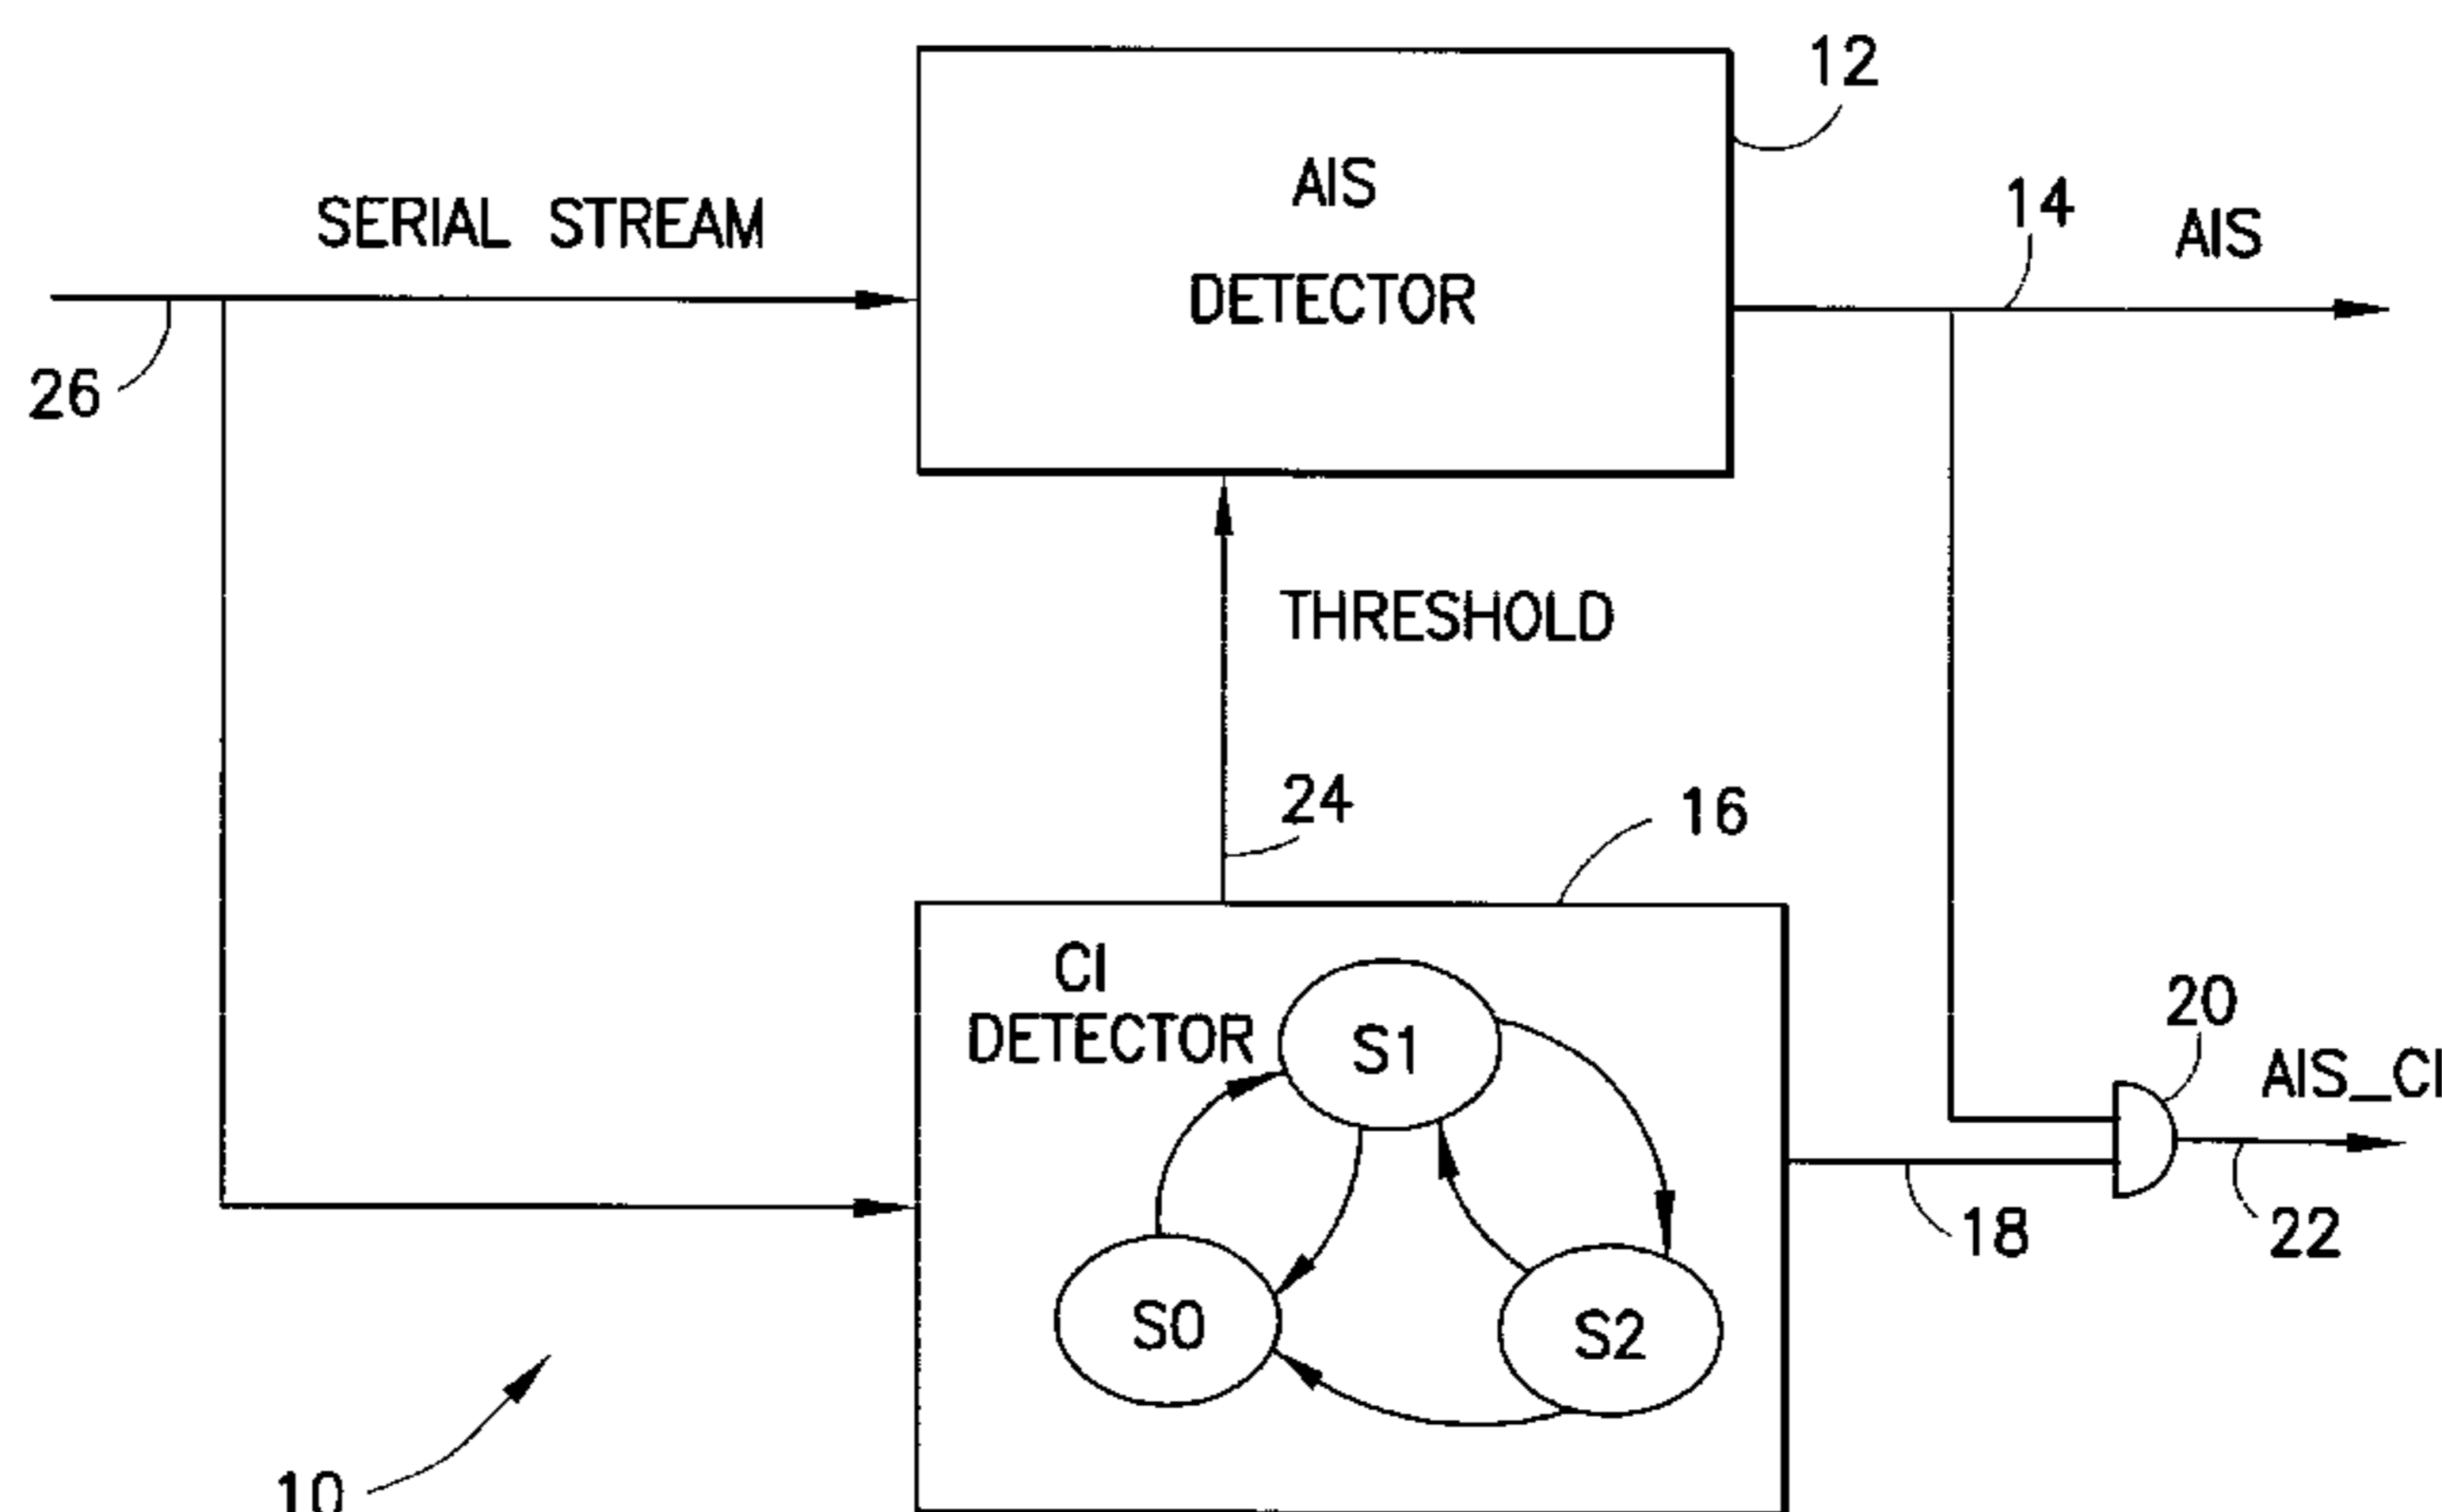 12
AIS
DETECTOR
SERIAL STREAM
14
AIS
26
THRESHOLD
24
16
CI
DETECTOR
S1
20
AIS_CI
18
22
S0
S2
10